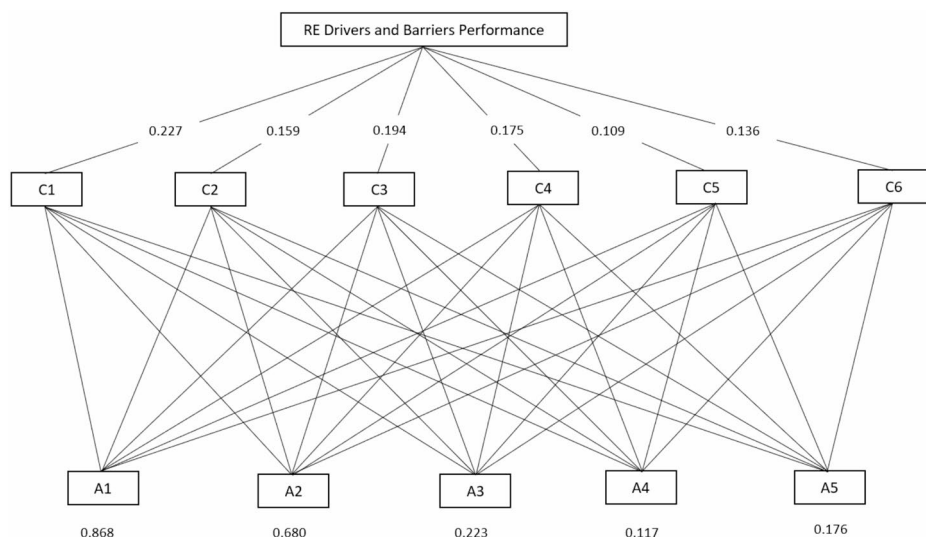 RE Drivers and Barriers Performance
0.227 0.159 0.194 0.175 0.109 0.136
C1 C2 C3 C4 C5 C6
A1 A2 A3 A4 A5
0.868 0.680 0.223 0.117 0.176